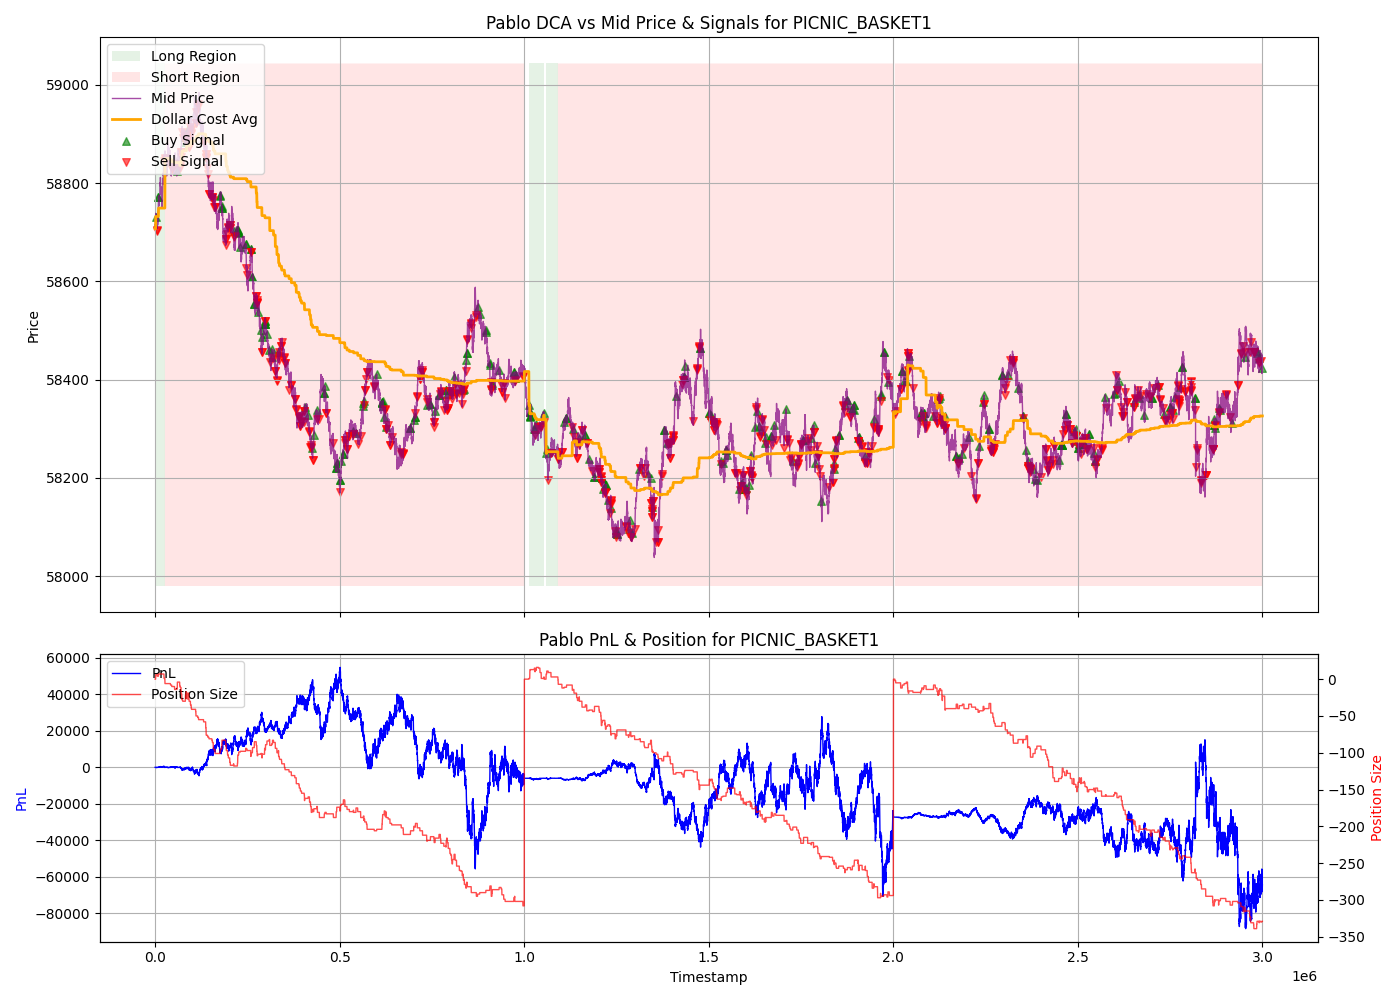 Pablo DCA vs Mid Price & Signals for PICNIC_BASKET1
Long Region
Short Region
Mid Price
Dollar Cost Avg
Buy Signal
Sell Signal
59000
58800
58600
58400
58200
58000
Price
Pablo PnL & Position for PICNIC_BASKET1
PnL
Position Size
60000
40000
20000
0
−20000
−40000
−60000
−80000
PnL
0
−50
−100
−150
−200
−250
−300
−350
Position Size
0.0
0.5
1.0
1.5
2.0
2.5
3.0
1e6
Timestamp